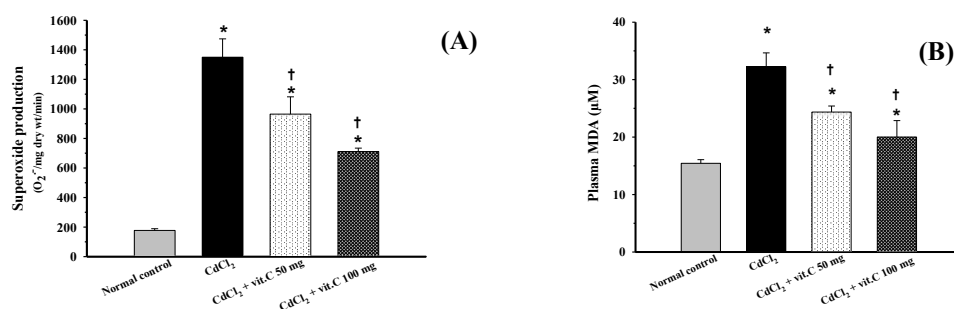 (A)
Superoxide production
(O₂·⁻/mg dry wt/min)
1600
1400
1200
1000
800
600
400
200
0
*
†
*
†
*
Normal control
CdCl₂
CdCl₂ + vit.C 50 mg
CdCl₂ + vit.C 100 mg
(B)
Plasma MDA (µM)
40
30
20
10
0
*
†
*
†
*
Normal control
CdCl₂
CdCl₂ + vit.C 50 mg
CdCl₂ + vit.C 100 mg